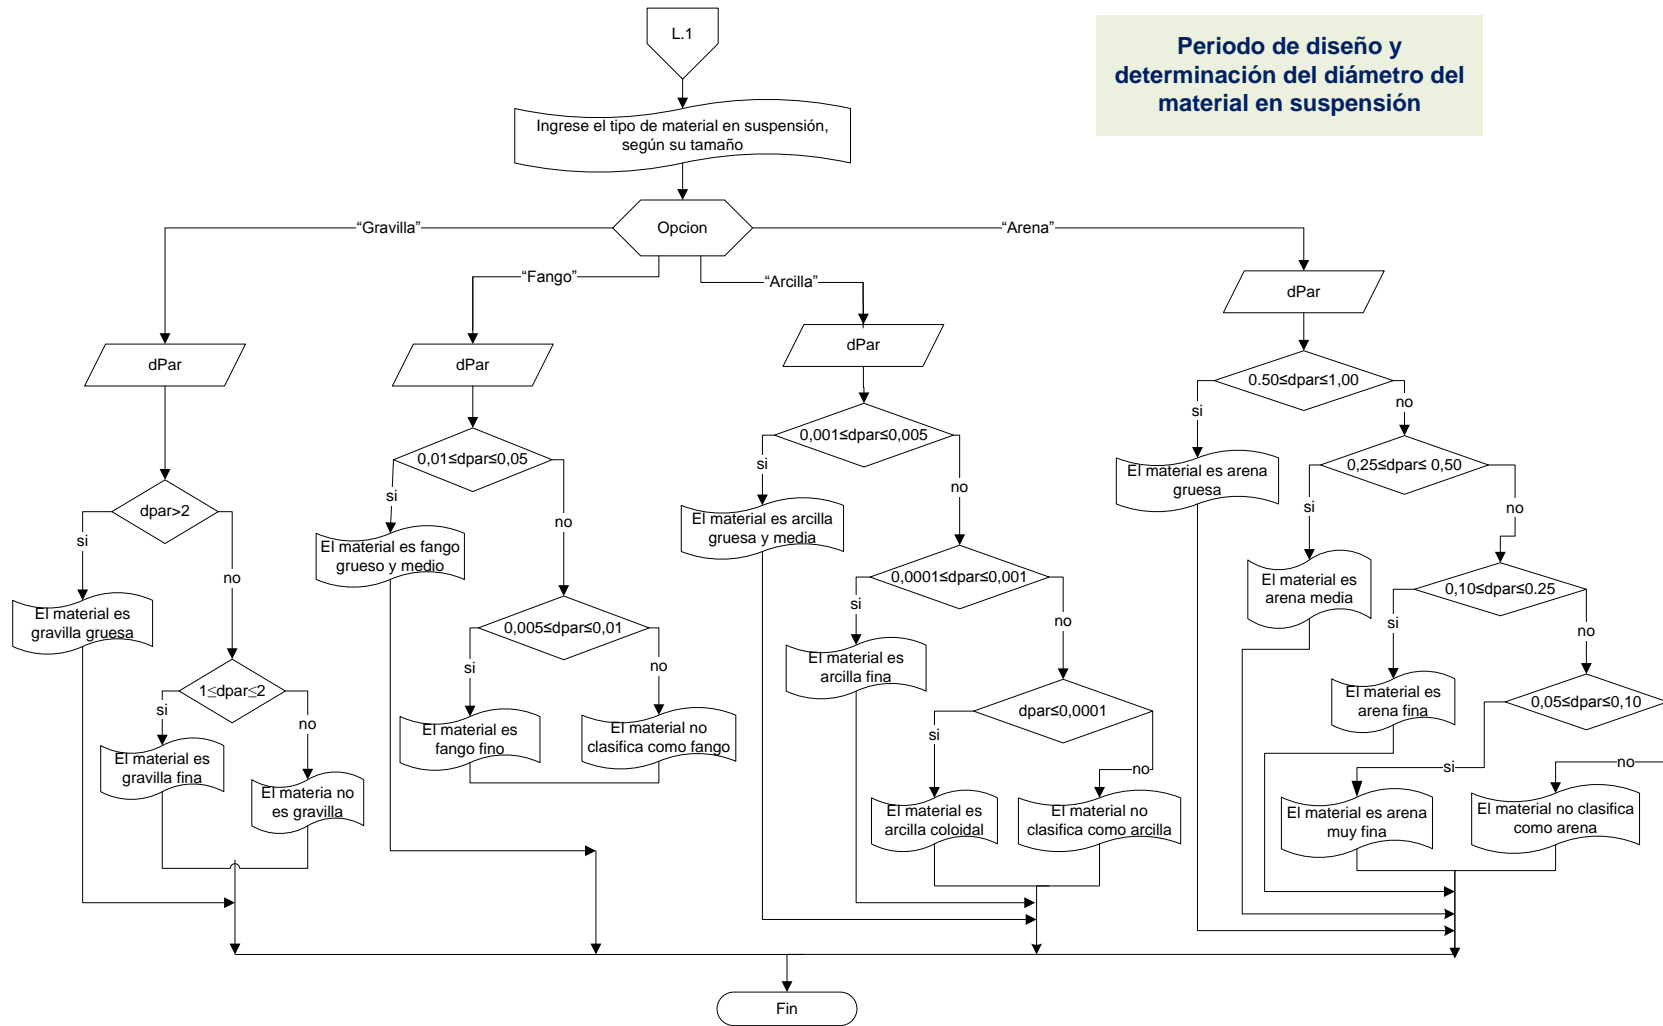 L.1
Periodo de diseño y
determinación del diámetro del
material en suspensión
Ingrese el tipo de material en suspensión,
según su tamaño
Opcion
“Gravilla”
“Fango”
“Arcilla”
“Arena”
dPar
dpar>2
si
no
El material es
gravilla gruesa
1≤dpar≤2
si
no
El material es
gravilla fina
El materia no
es gravilla
dPar
0,01≤dpar≤0,05
si
no
El material es fango
grueso y medio
0,005≤dpar≤0,01
si
no
El material es
fango fino
El material no
clasifica como fango
dPar
0,001≤dpar≤0,005
si
no
El material es arcilla
gruesa y media
0,0001≤dpar≤0,001
si
no
El material es
arcilla fina
dpar≤0,0001
si
no
El material es
arcilla coloidal
El material no
clasifica como arcilla
dPar
0.50≤dpar≤1,00
si
no
El material es arena
gruesa
0,25≤dpar≤ 0,50
si
no
El material es
arena media
0,10≤dpar≤0.25
si
no
El material es
arena fina
0,05≤dpar≤0,10
si
no
El material es arena
muy fina
El material no clasifica
como arena
Fin